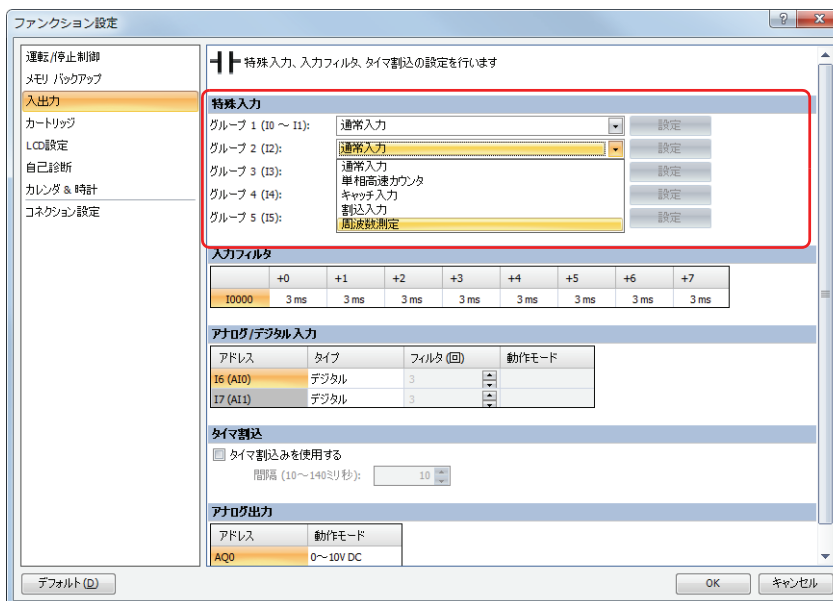 ファンクション設定
運転/停止制御
メモリ バックアップ
入出力
カートリッジ
LCD設定
自己診断
カレンダ & 時計
コネクション設定
特殊入力、入力フィルタ、タイマ割込の設定を行います
特殊入力
グループ 1 (I0 ～ I1): 通常入力 設定
グループ 2 (I2): 通常入力 設定
グループ 3 (I3): 設定
グループ 4 (I4): 設定
グループ 5 (I5): 設定
通常入力
単相高速カウンタ
キャッチ入力
割込入力
周波数測定
入力フィルタ
+0 +1 +2 +3 +4 +5 +6 +7
I0000 3 ms 3 ms 3 ms 3 ms 3 ms 3 ms 3 ms 3 ms
アナログ/デジタル入力
アドレス タイプ フィルタ (回) 動作モード
I6 (AI0) デジタル 3
I7 (AI1) デジタル 3
タイマ割込
タイマ割込みを使用する
間隔 (10～140ミリ秒): 10
アナログ出力
アドレス 動作モード
AQ0 0～10V DC
デフォルト(D) OK キャンセル